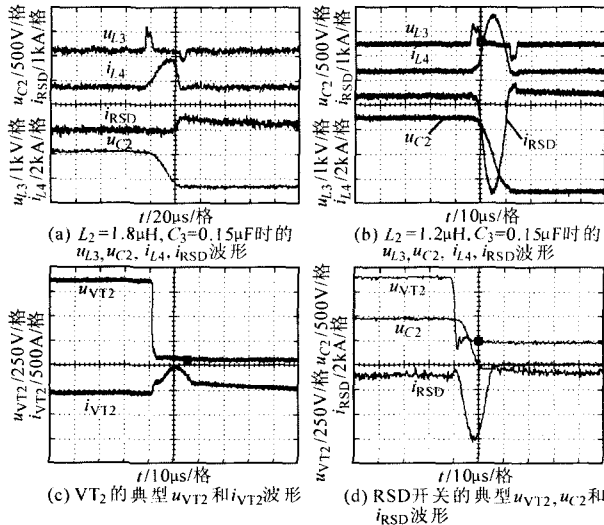 u_C2/500V/格
i_RSD/1kA/格
u_L3/1kV/格
i_L4/2kA/格
u_L3
i_L4
i_RSD
u_C2
t/20μs/格
(a) L₂=1.8μH, C₃=0.15μF时的
u_L3, u_C2, i_L4, i_RSD波形
u_C2/500V/格
i_RSD/1kA/格
u_L3/1kV/格
i_L4/2kA/格
u_L3
i_L4
u_C2
i_RSD
t/10μs/格
(b) L₂=1.2μH, C₃=0.15μF时的
u_L3, u_C2, i_L4, i_RSD波形
u_VT2/250V/格
i_VT2/500A/格
u_VT2
i_VT2
t/10μs/格
(c) VT₂的典型u_VT2和i_VT2波形
u_VT2/250V/格 u_C2/500V/格
i_RSD/2kA/格
u_VT2
u_C2
i_RSD
t/10μs/格
(d) RSD开关的典型u_VT2, u_C2和
i_RSD波形